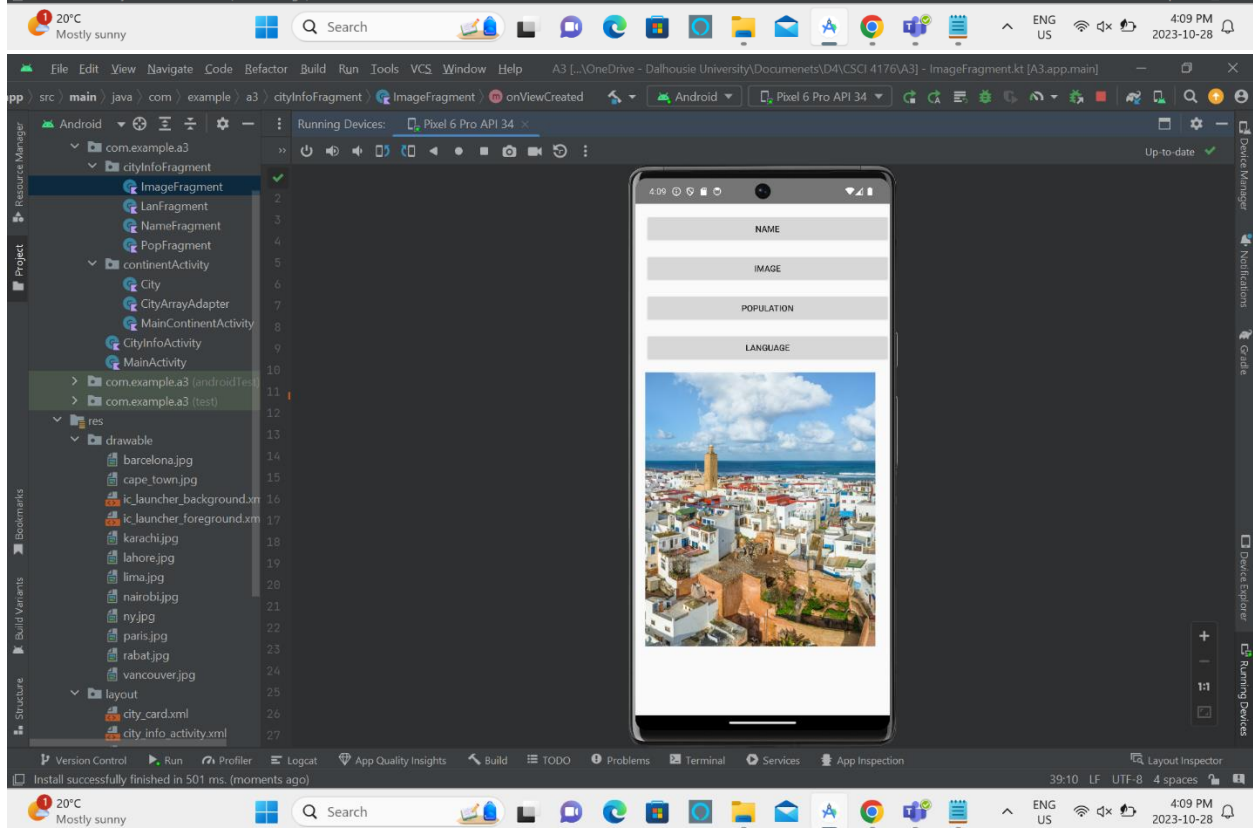 20°C
Mostly sunny
Search
ENG
US
4:09 PM
2023-10-28
File Edit View Navigate Code Refactor Build Run Tools VCS Window Help A3 [...\OneDrive - Dalhousie University\Documenets\D4\CSCI 4176\A3] - ImageFragment.kt [A3.app.main]
app src main java com example a3 cityInfoFragment ImageFragment onViewCreated Android Pixel 6 Pro API 34
Android
Running Devices: Pixel 6 Pro API 34
Up-to-date
Resource Manager
Project
Bookmarks
Build Variants
Structure
com.example.a3
cityInfoFragment
ImageFragment
LanFragment
NameFragment
PopFragment
continentActivity
City
CityArrayAdapter
MainContinentActivity
CityInfoActivity
MainActivity
com.example.a3 (androidTest)
com.example.a3 (test)
res
drawable
barcelona.jpg
cape_town.jpg
ic_launcher_background.xm
ic_launcher_foreground.xm
karachi.jpg
lahore.jpg
lima.jpg
nairobi.jpg
ny.jpg
paris.jpg
rabat.jpg
vancouver.jpg
layout
city_card.xml
city_info_activity.xml
2
3
4
5
6
7
8
9
10
11
12
13
14
15
16
17
18
19
20
21
22
23
24
25
26
27
4:09
NAME
IMAGE
POPULATION
LANGUAGE
1:1
Device Manager
Notifications
Gradle
Device Explorer
Running Devices
Version Control Run Profiler Logcat App Quality Insights Build TODO Problems Terminal Services App Inspection Layout Inspector
Install successfully finished in 501 ms. (moments ago) 39:10 LF UTF-8 4 spaces
1
20°C
Mostly sunny
Search
ENG
US
4:09 PM
2023-10-28